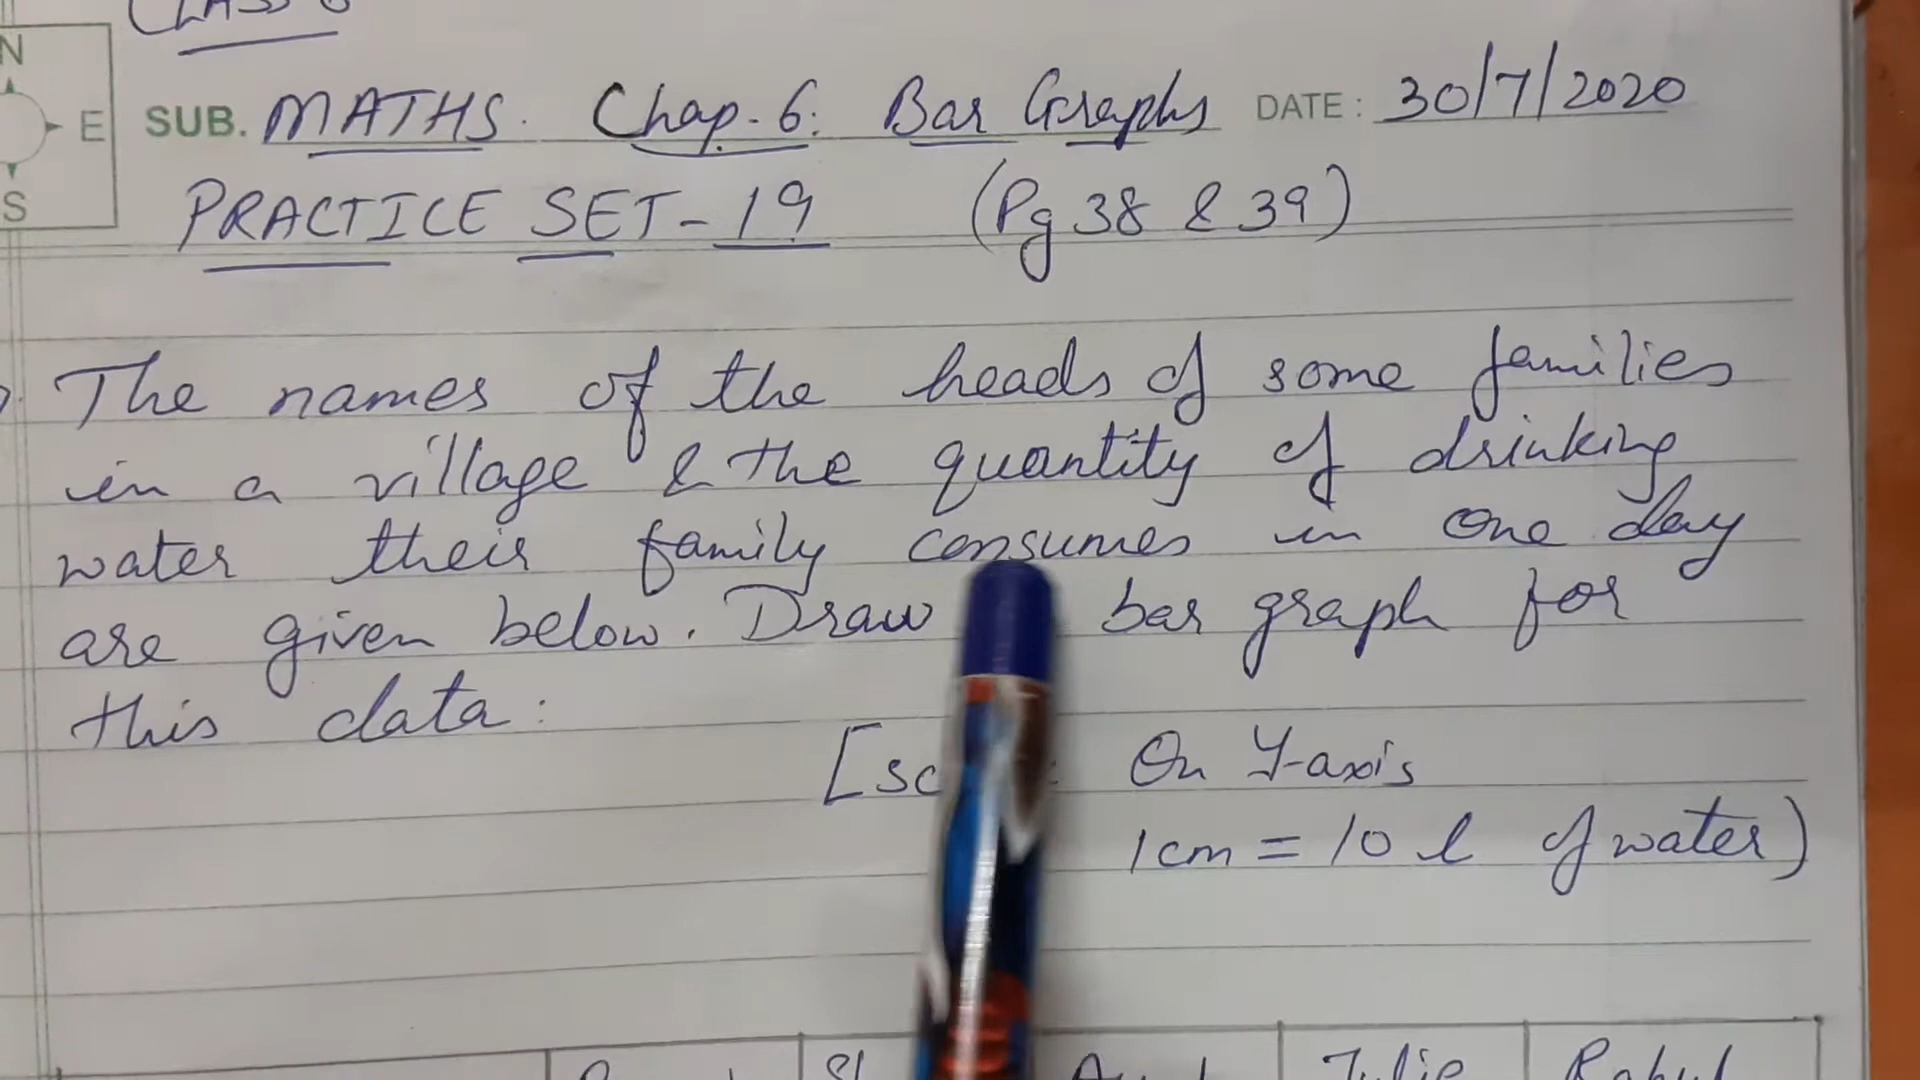 CLASS 6
N
E
S
SUB. MATHS. Chap. 6: Bar Graphs DATE: 30/7/2020
PRACTICE SET - 19 (Pg 38 & 39)
The names of the heads of some families
in a village & the quantity of drinking
water their family consumes in one day
are given below. Draw bar graph for
this data:
[sc : On Y-axis
1cm = 10 l of water)
Julie Rahul